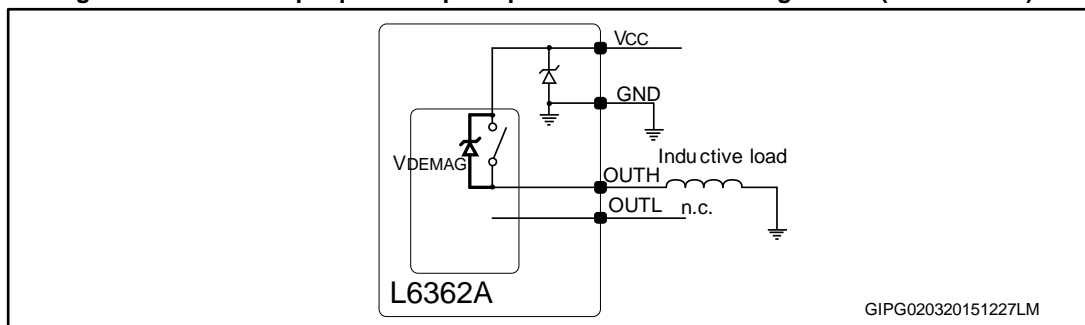 VCC
GND
VDEMAG
Inductive load
OUTH
OUTL n.c.
L6362A
GIPG020320151227LM